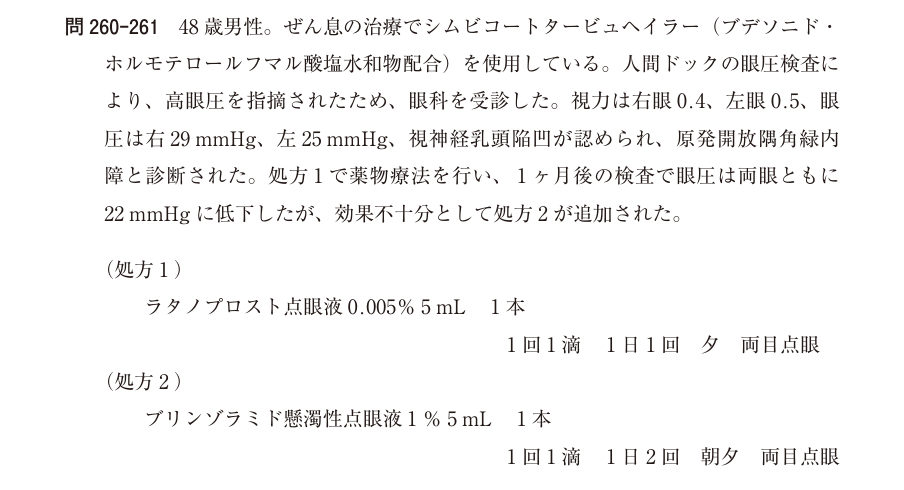 問260-261　48歳男性。ぜん息の治療でシムビコートタービュヘイラー（ブデソニド・
ホルモテロールフマル酸塩水和物配合）を使用している。人間ドックの眼圧検査に
より、高眼圧を指摘されたため、眼科を受診した。視力は右眼0.4、左眼0.5、眼
圧は右29 mmHg、左25 mmHg、視神経乳頭陥凹が認められ、原発開放隅角緑内
障と診断された。処方１で薬物療法を行い、１ヶ月後の検査で眼圧は両眼ともに
22 mmHgに低下したが、効果不十分として処方２が追加された。
（処方１）
ラタノプロスト点眼液0.005% 5 mL　１本
１回１滴　１日１回　夕　両目点眼
（処方２）
ブリンゾラミド懸濁性点眼液１％ 5 mL　１本
１回１滴　１日２回　朝夕　両目点眼